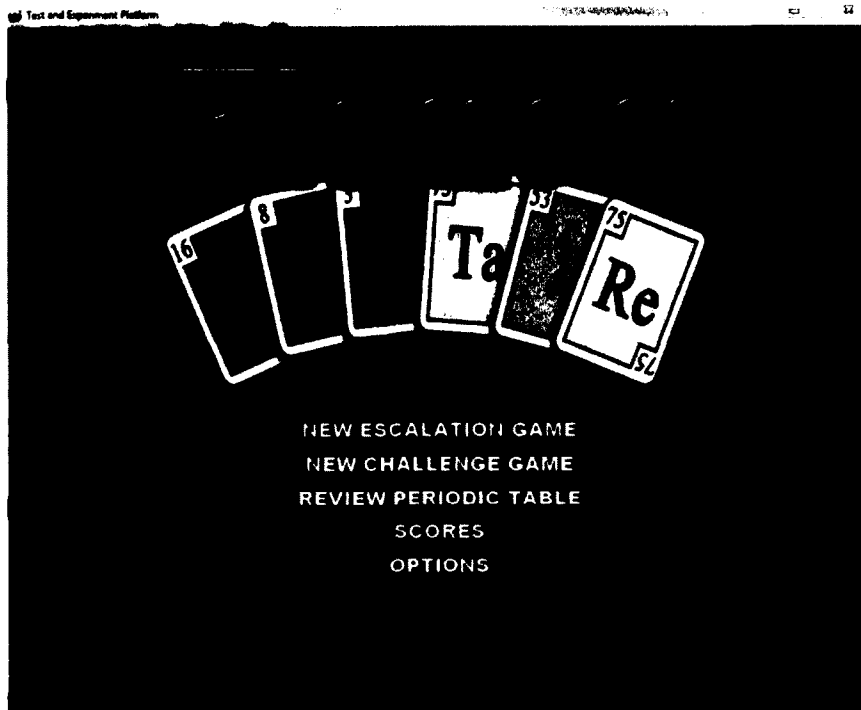 Test and Experiment Platform
16
8
53
75
Ta
Re
75
NEW ESCALATION GAME
NEW CHALLENGE GAME
REVIEW PERIODIC TABLE
SCORES
OPTIONS